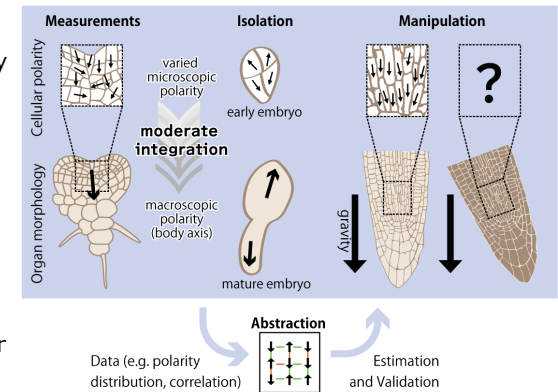 Measurements
Isolation
Manipulation
Cellular polarity
varied
microscopic
polarity
early embryo
?
moderate
integration
Organ morphology
macroscopic
polarity
(body axis)
mature embryo
gravity
y
r
Abstraction
Data (e.g. polarity
distribution, correlation)
Estimation
and Validation